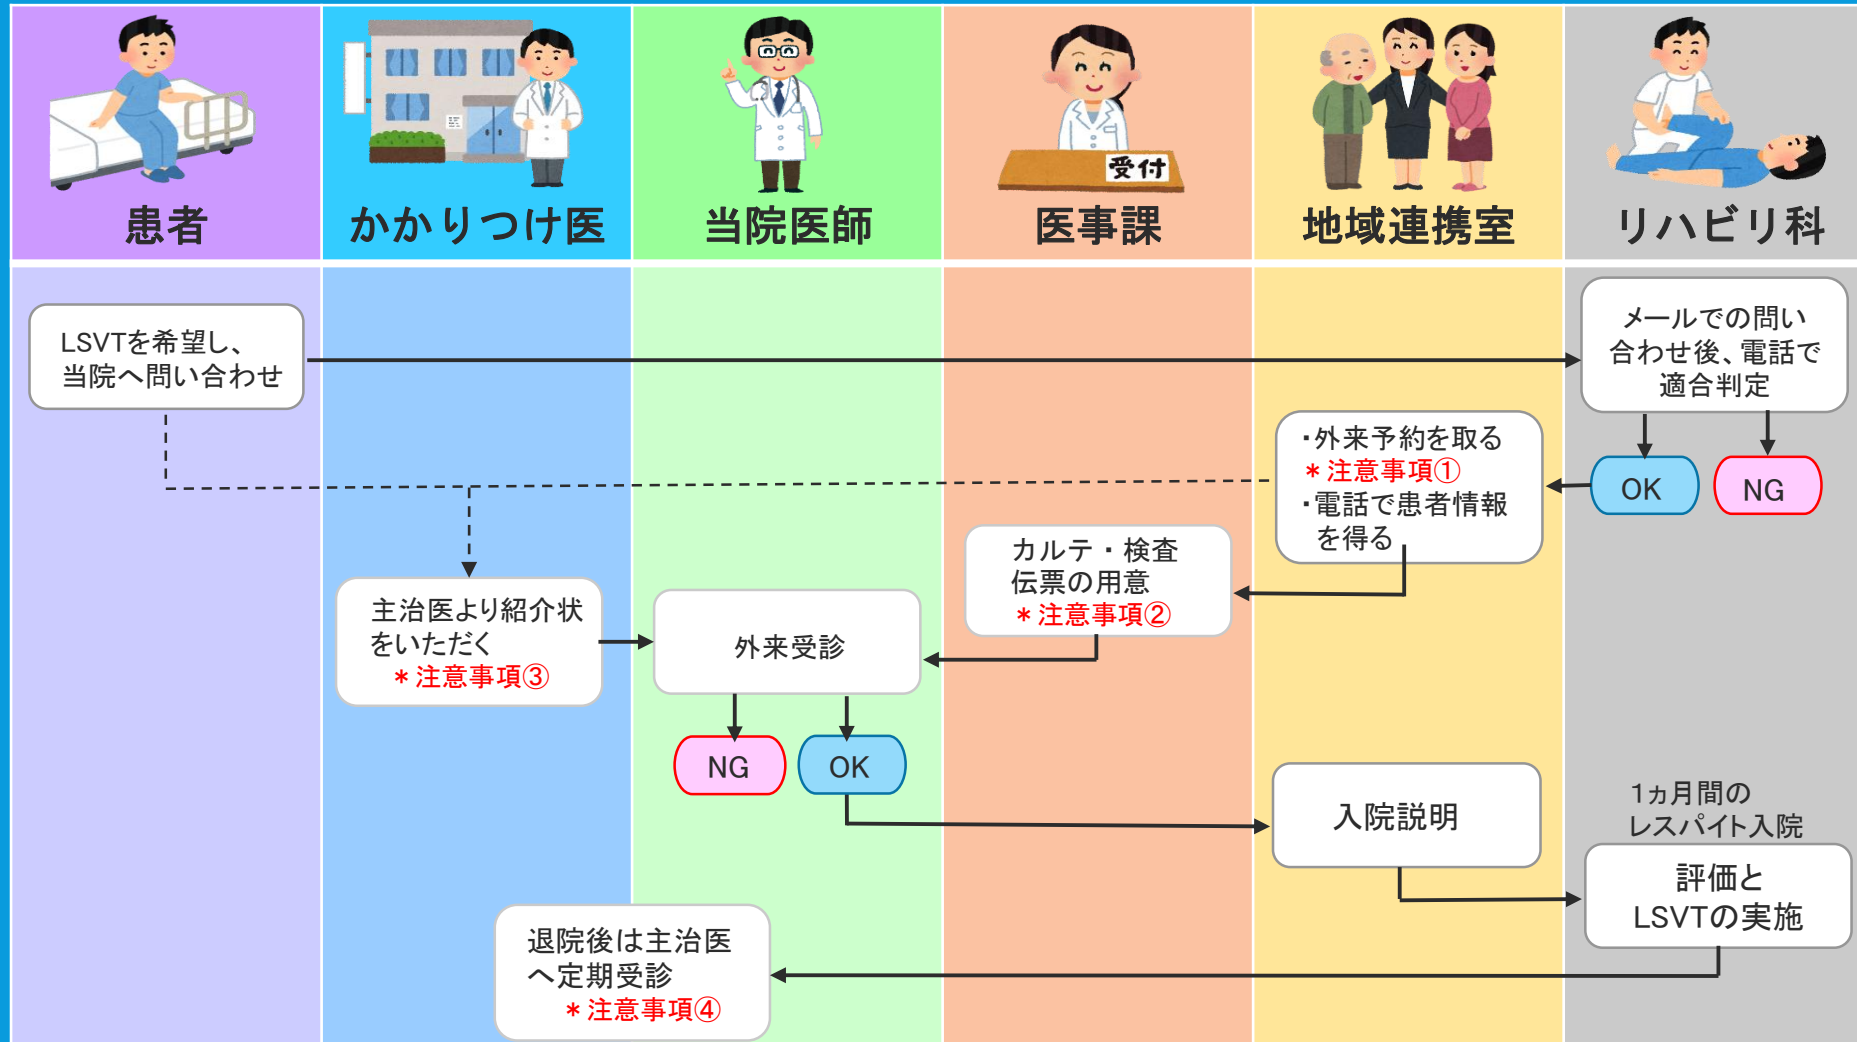 受付
患者
かかりつけ医
当院医師
医事課
地域連携室
リハビリ科
LSVTを希望し、
当院へ問い合わせ
メールでの問い
合わせ後、電話で
適合判定
OK
NG
・外来予約を取る
＊注意事項①
・電話で患者情報
を得る
カルテ・検査
伝票の用意
＊注意事項②
主治医より紹介状
をいただく
＊注意事項③
外来受診
NG
OK
入院説明
1ヵ月間の
レスパイト入院
評価と
LSVTの実施
退院後は主治医
へ定期受診
＊注意事項④